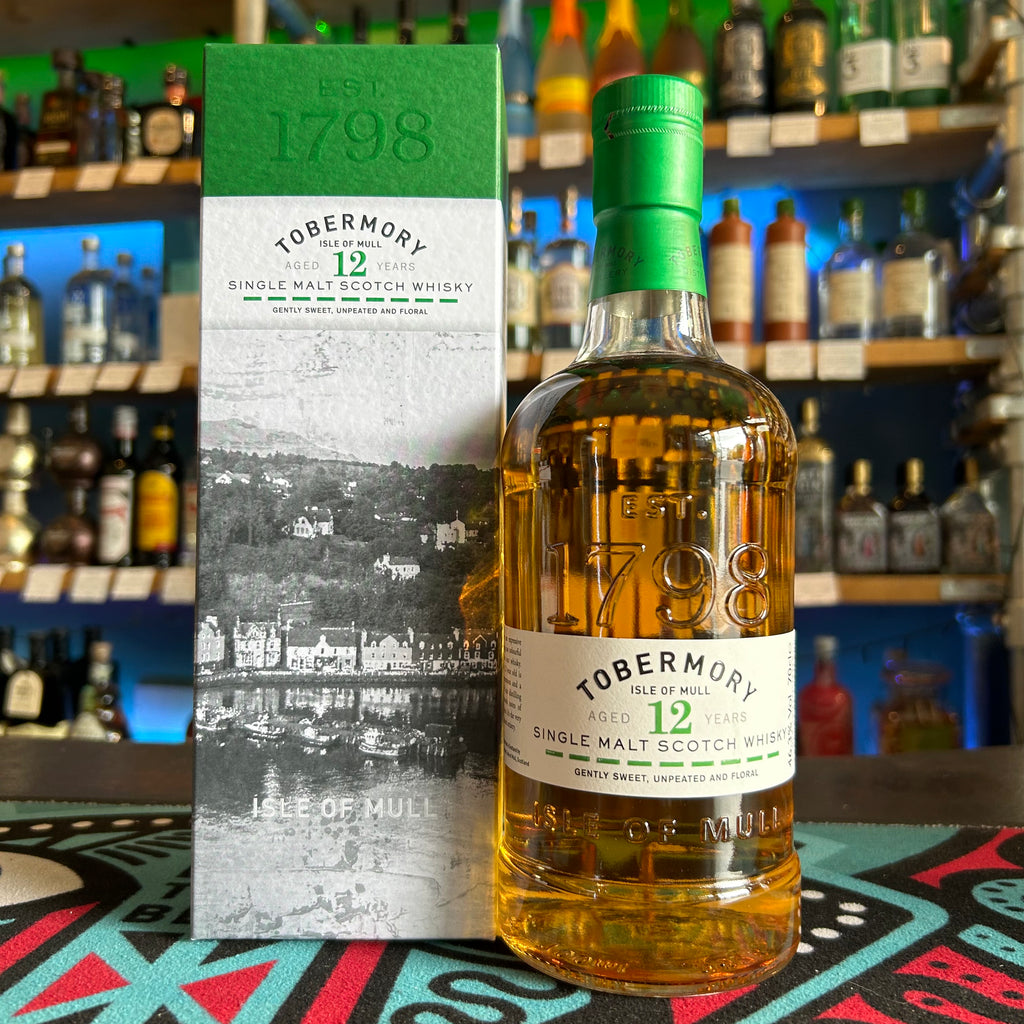 EST.
1798
TOBERMORY
ISLE OF MULL
AGED 12 YEARS
SINGLE MALT SCOTCH WHISKY
GENTLY SWEET, UNPEATED AND FLORAL
ISLE OF MULL
EST.
1798
TOBERMORY
ISLE OF MULL
AGED 12 YEARS
SINGLE MALT SCOTCH WHISKY
GENTLY SWEET, UNPEATED AND FLORAL
ISLE OF MULL